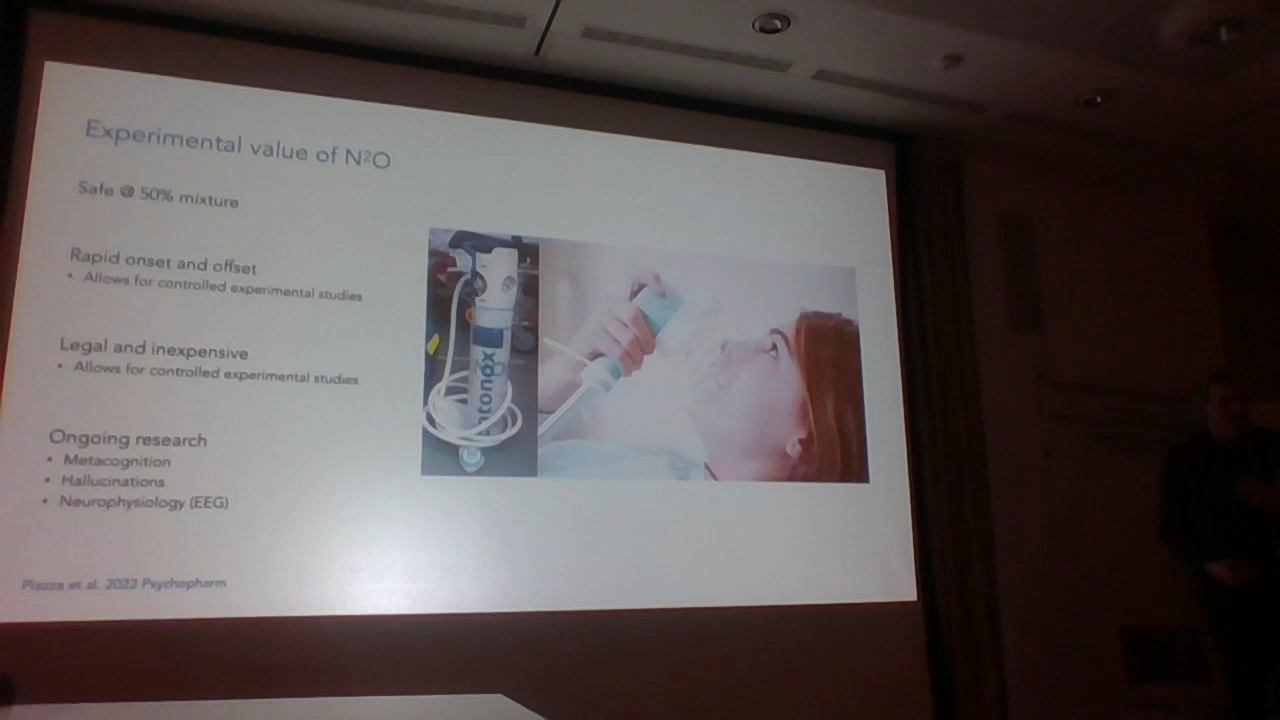 Experimental value of N²O
Safe @ 50% mixture
Rapid onset and offset
• Allows for controlled experimental studies
Legal and inexpensive
• Allows for controlled experimental studies
Ongoing research
• Metacognition
• Hallucinations
• Neurophysiology (EEG)
Piazza et al. 2022 Psychopharm
ntonox